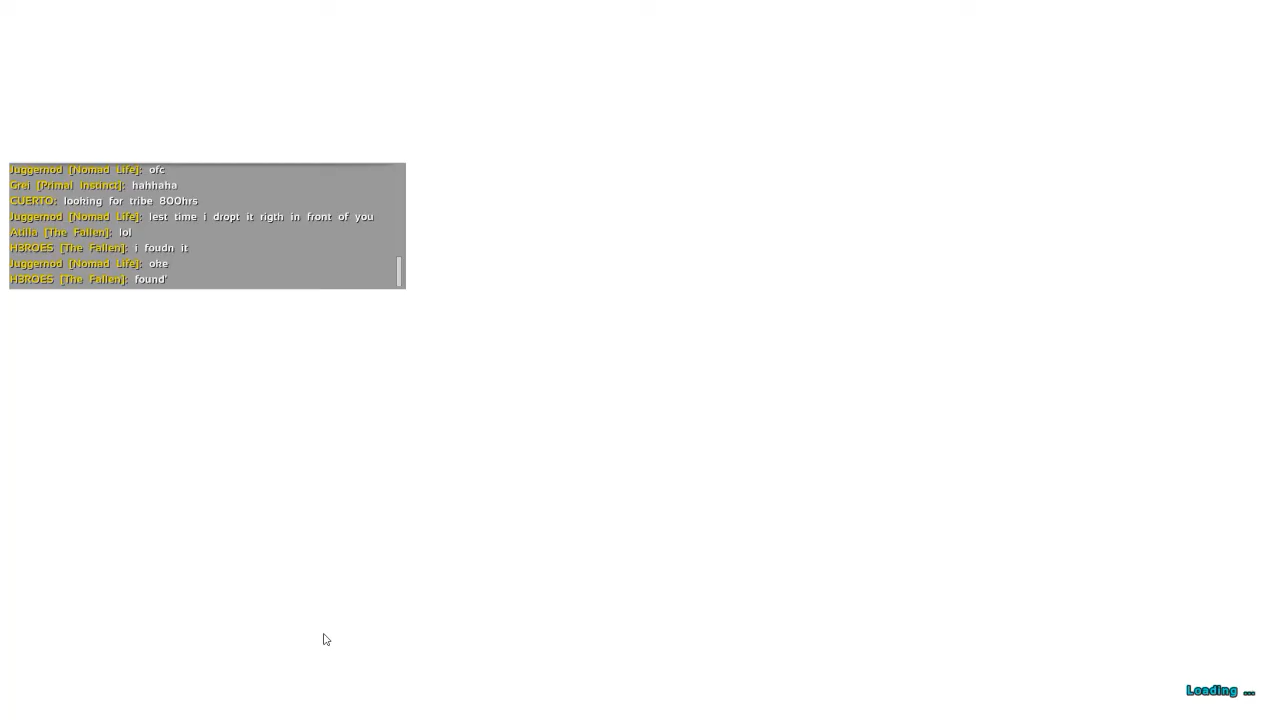 Juggernod [Nomad Life]: ofc
Grei [Primal Instinct]: hahhaha
CUERTO: looking for tribe 800hrs
Juggernod [Nomad Life]: lest time i dropt it rigth in front of you
Atilla [The Fallen]: lol
H3ROES [The Fallen]: i foudn it
Juggernod [Nomad Life]: oke
H3ROES [The Fallen]: found'
Loading ...